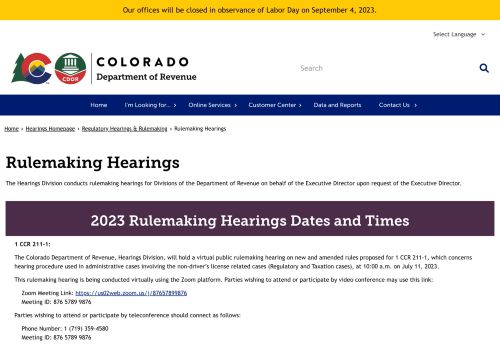 Our offices will be closed in observance of Labor Day on September 4, 2023.
Select Language
COLORADO
Department of Revenue
CDOR
Search
Home I'm Looking for... Online Services Customer Center Data and Reports Contact Us
Home › Hearings Homepage › Regulatory Hearings & Rulemaking › Rulemaking Hearings
Rulemaking Hearings
The Hearings Division conducts rulemaking hearings for Divisions of the Department of Revenue on behalf of the Executive Director upon request of the Executive Director.
2023 Rulemaking Hearings Dates and Times
1 CCR 211-1:
The Colorado Department of Revenue, Hearings Division, will hold a virtual public rulemaking hearing on new and amended rules proposed for 1 CCR 211-1, which concerns
hearing procedure used in administrative cases involving the non-driver's license related cases (Regulatory and Taxation cases), at 10:00 a.m. on July 11, 2023.
This rulemaking hearing is being conducted virtually using the Zoom platform. Parties wishing to attend or participate by video conference may use this link:
Zoom Meeting Link: https://us02web.zoom.us/j/87657899876
Meeting ID: 876 5789 9876
Parties wishing to attend or participate by teleconference should connect as follows:
Phone Number: 1 (719) 359-4580
Meeting ID: 876 5789 9876